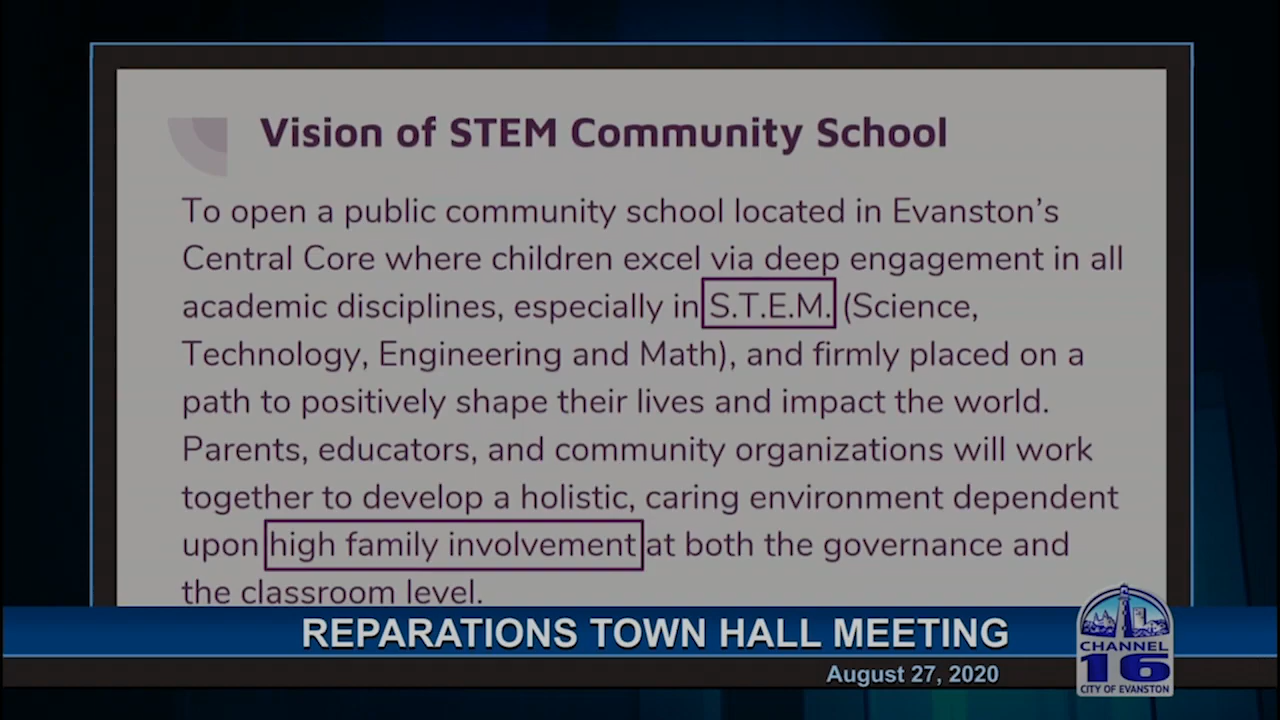 Vision of STEM Community School
To open a public community school located in Evanston's
Central Core where children excel via deep engagement in all
academic disciplines, especially in S.T.E.M. (Science,
Technology, Engineering and Math), and firmly placed on a
path to positively shape their lives and impact the world.
Parents, educators, and community organizations will work
together to develop a holistic, caring environment dependent
upon high family involvement at both the governance and
the classroom level.
REPARATIONS TOWN HALL MEETING
August 27, 2020
CHANNEL
16
CITY OF EVANSTON